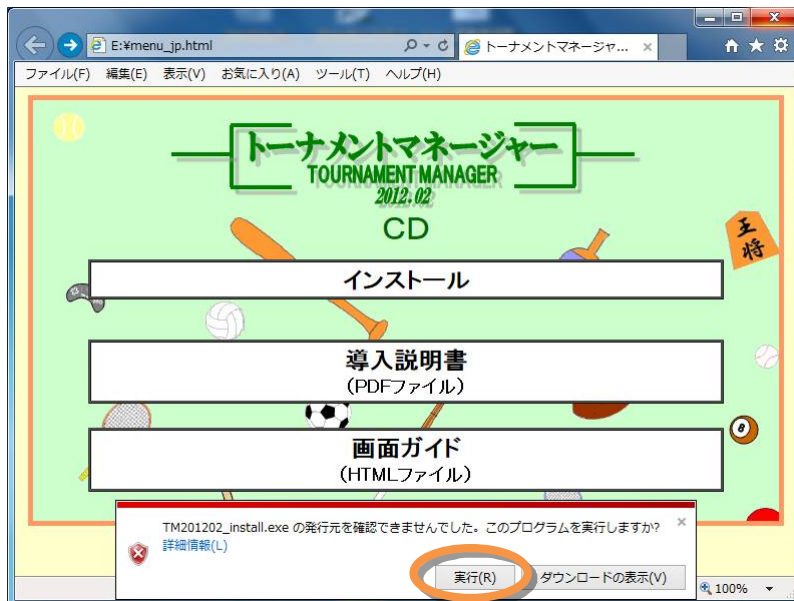 E:¥menu_jp.html
トーナメントマネージャ...
ファイル(F) 編集(E) 表示(V) お気に入り(A) ツール(T) ヘルプ(H)
トーナメントマネージャー
TOURNAMENT MANAGER
2012.02
CD
王将
インストール
導入説明書
(PDFファイル)
8
画面ガイド
(HTMLファイル)
TM201202_install.exe の発行元を確認できませんでした。このプログラムを実行しますか?
詳細情報(L)
実行(R) ダウンロードの表示(V)
100%